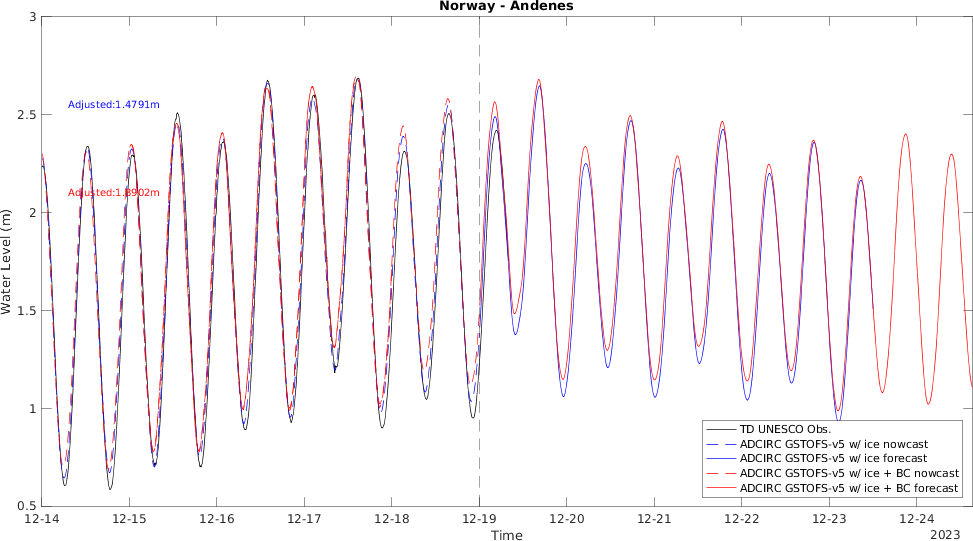 Norway - Andenes
3
2.5
2
1.5
1
0.5
Water Level (m)
Adjusted:1.4791m
Adjusted:1.3902m
TD UNESCO Obs.
ADCIRC GSTOFS-v5 w/ ice nowcast
ADCIRC GSTOFS-v5 w/ ice forecast
ADCIRC GSTOFS-v5 w/ ice + BC nowcast
ADCIRC GSTOFS-v5 w/ ice + BC forecast
12-14 12-15 12-16 12-17 12-18 12-19 12-20 12-21 12-22 12-23 12-24
Time
2023